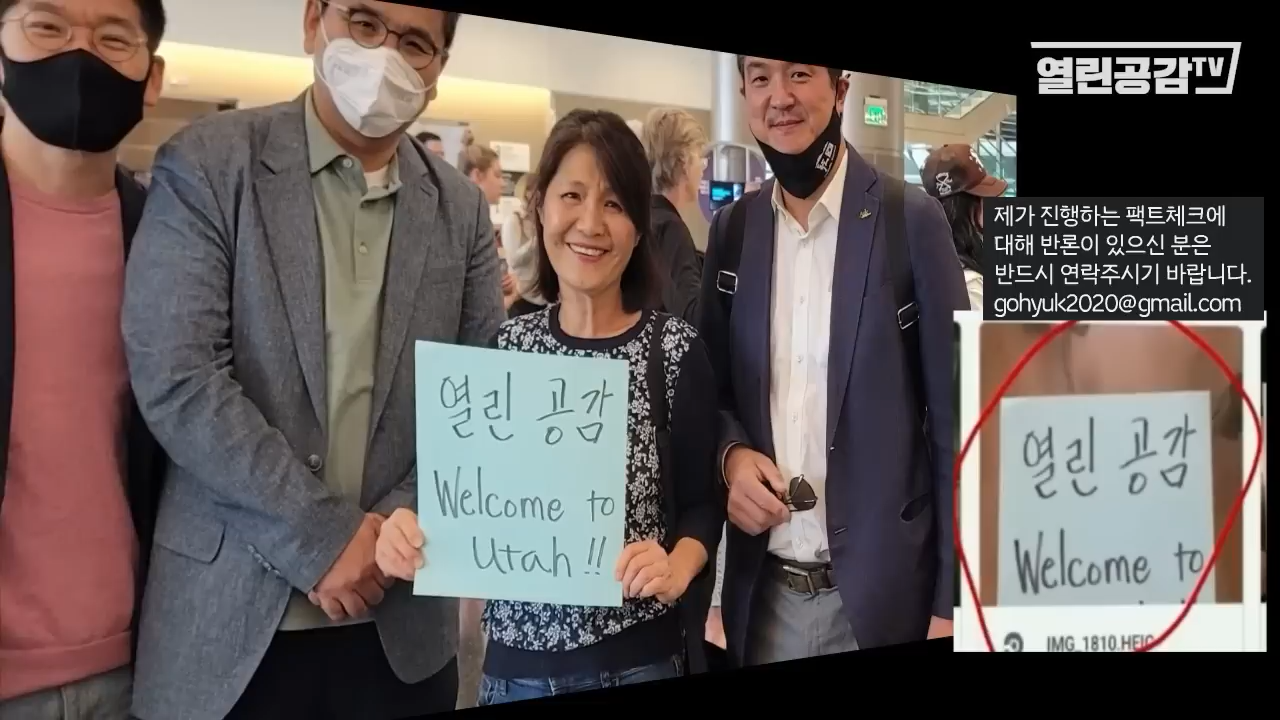 열린공감TV
제가 진행하는 팩트체크에
대해 반론이 있으신 분은
반드시 연락주시기 바랍니다.
gohyuk2020@gmail.com
열린 공감
Welcome to
Utah!!
열린 공감
Welcome to
IMG_1810.HEIC